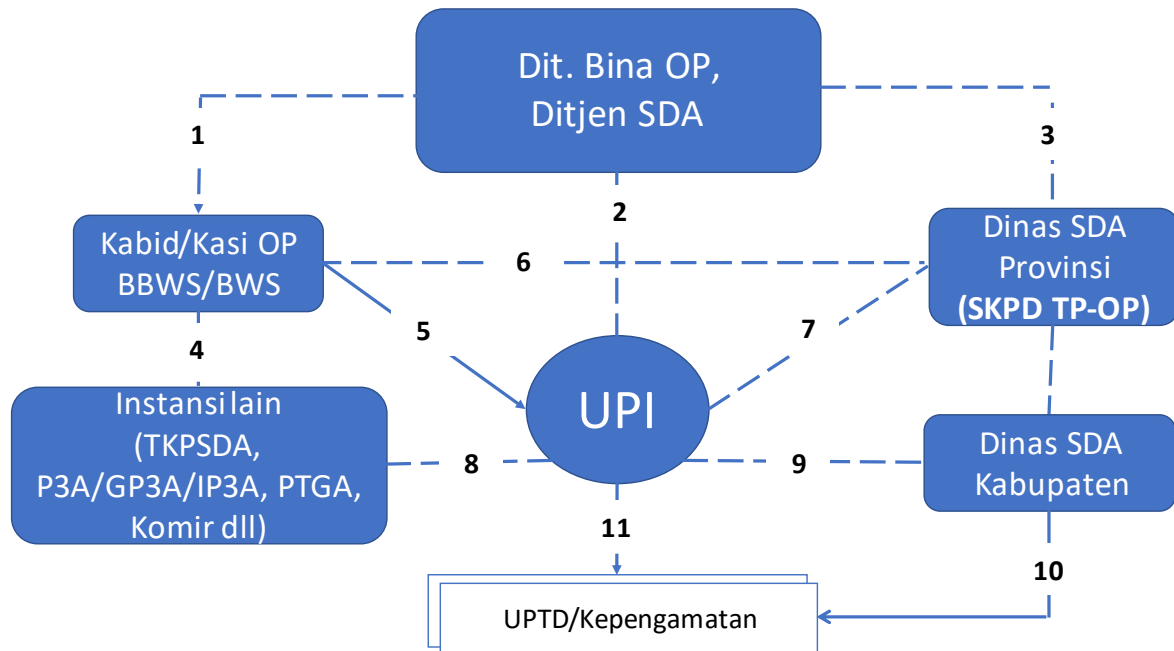 Dit. Bina OP,
Ditjen SDA
1
2
3
Kabid/Kasi OP
BBWS/BWS
Dinas SDA
Provinsi
(SKPD TP-OP)
6
5
7
4
UPI
Instansi lain
(TKPSDA,
P3A/GP3A/IP3A, PTGA,
Komir dll)
8
9
Dinas SDA
Kabupaten
11
10
UPTD/Kepengamatan